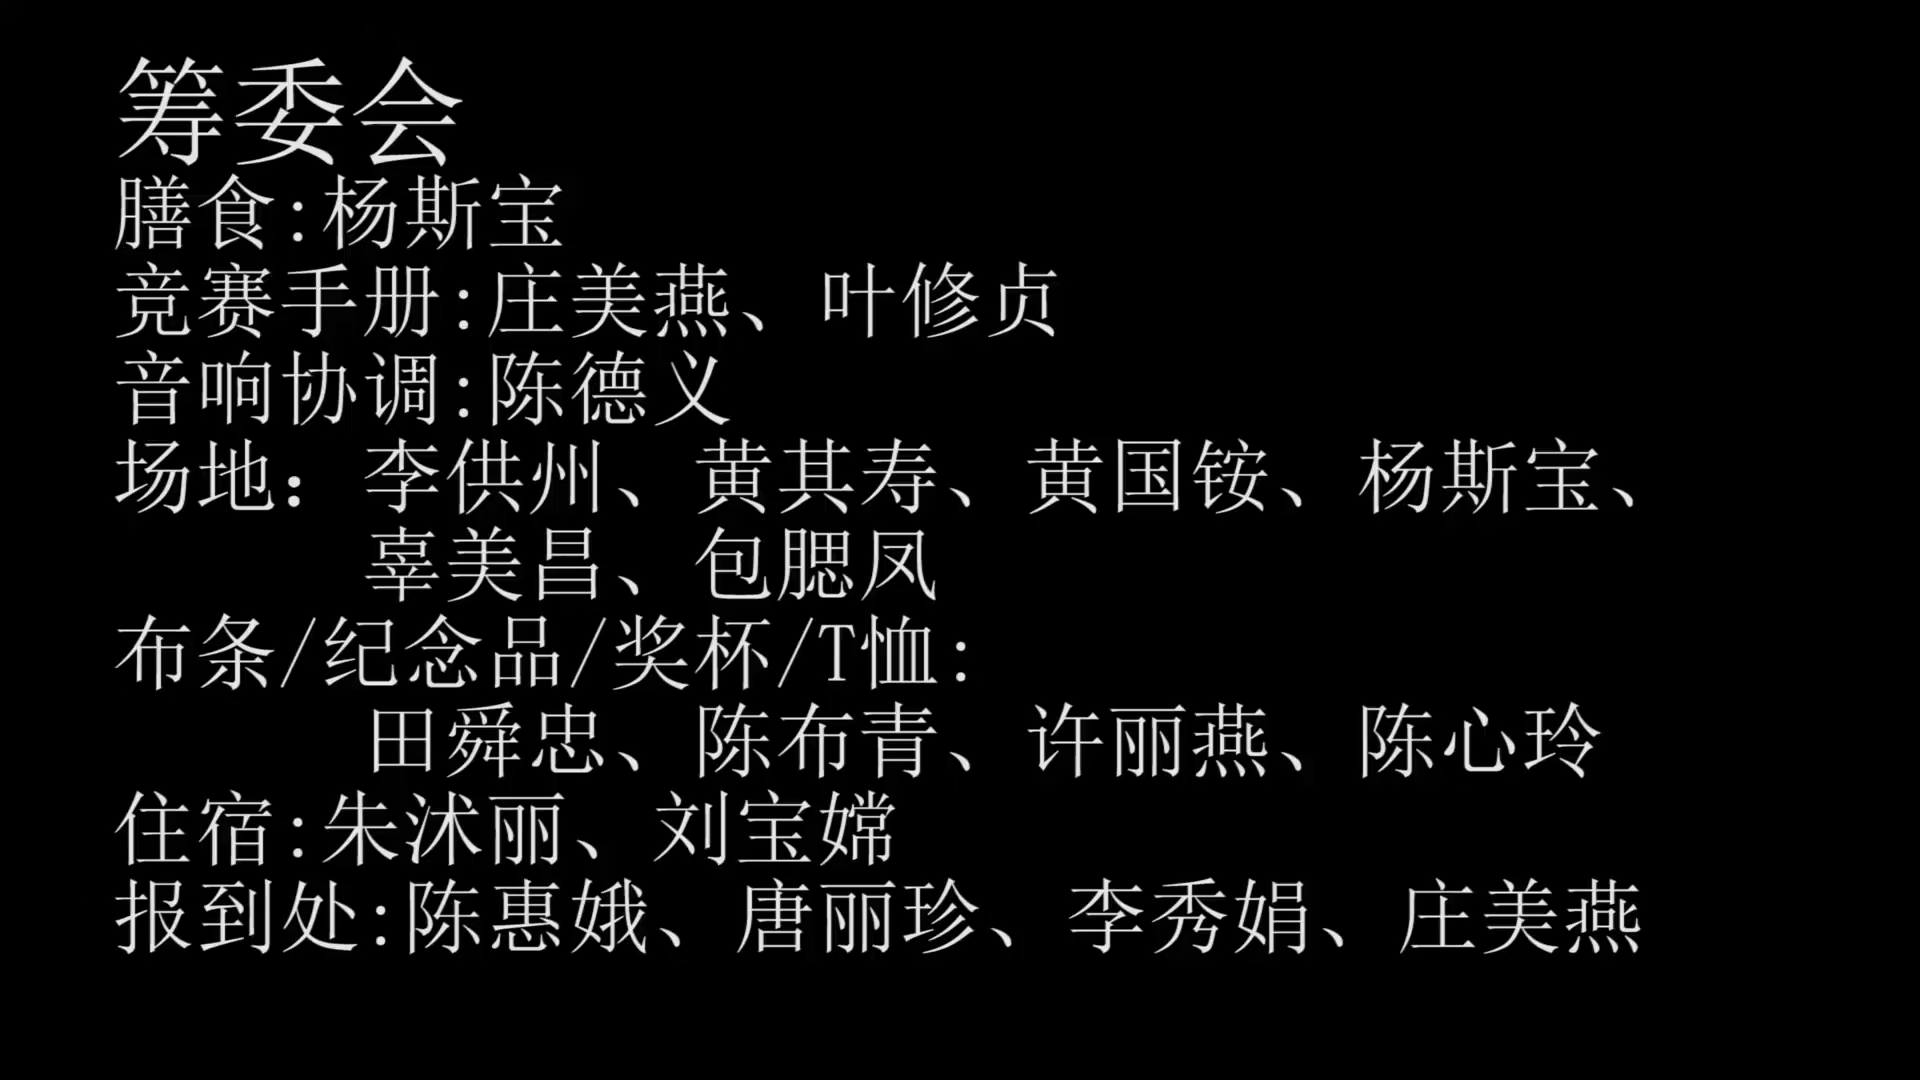 筹委会
膳食:杨斯宝
竞赛手册:庄美燕、叶修贞
音响协调:陈德义
场地：李供州、黄其寿、黄国铵、杨斯宝、
辜美昌、包腮凤
布条/纪念品/奖杯/T恤:
田舜忠、陈布青、许丽燕、陈心玲
住宿:朱沭丽、刘宝嫦
报到处:陈惠娥、唐丽珍、李秀娟、庄美燕